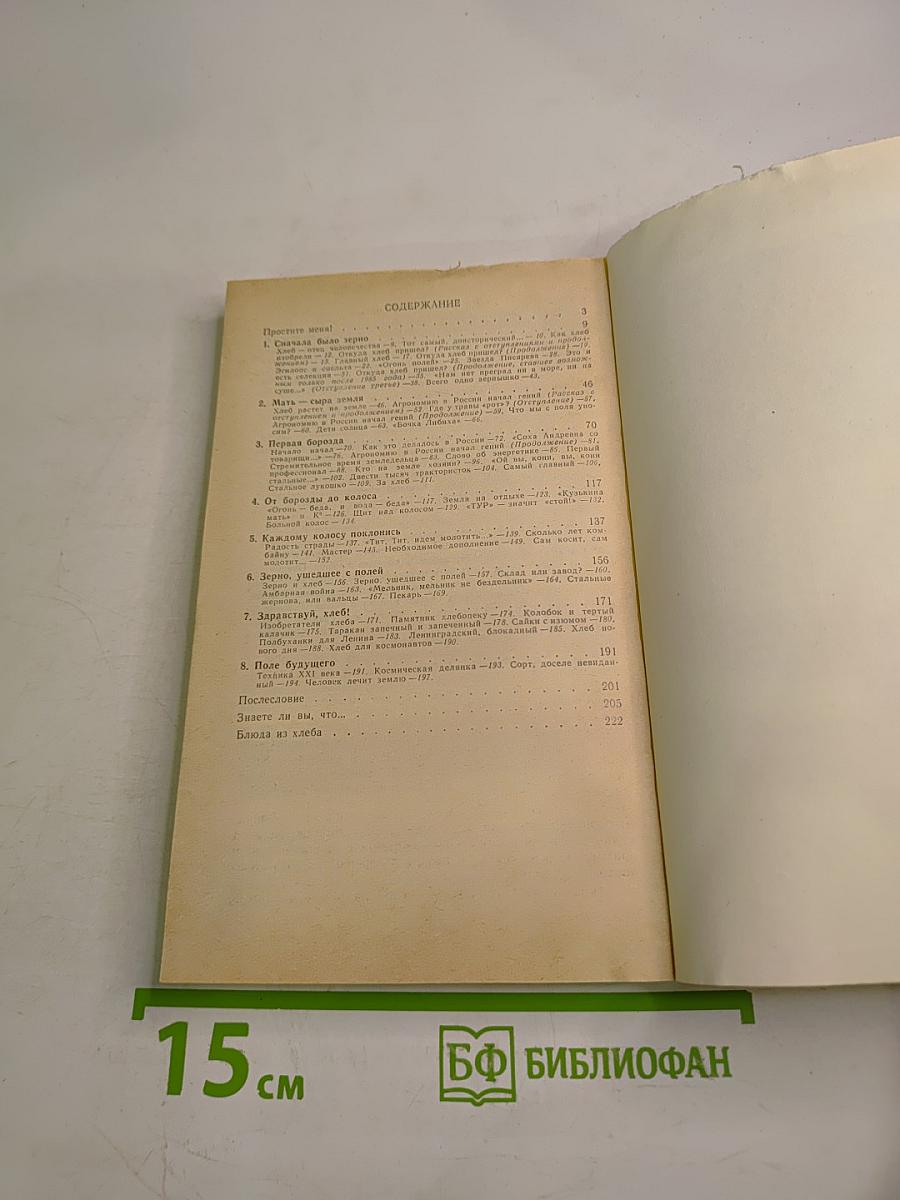 СОДЕРЖАНИЕ
Простите меня! . . . . . . . . . . . . . . . . 3
1. Сначала было зерно . . . . . . . . . . . . . . 9
Хлеб — отец человечества —9. Тот самый, доисторический... — 10. Как хлеб
изобрели — 12. Откуда хлеб пришел? (Рассказ с отступлениями и продол-
жением) — 13. Главный хлеб — 17. Откуда хлеб пришел? (Продолжение) —19.
Эгилопс и спельта —22. «Огонь полей» —25. Звезда Писарева —28. Это и
есть селекция —31. Откуда хлеб пришел? (Продолжение, которое возмож-
ным только после 1985 года) —35. «Нам нет преград ни в море, ни на
суше...» (Отступление третье) —38. Всего одно зернышко —43.
2. Мать — сыра земля . . . . . . . . . . . . . . 46
Хлеб растет на земле —46. Агрономию в России начал гений (Рассказ с
отступлением и продолжением) —52. Где у травы «рот»? (Отступление) —57.
Агрономию в России начал гений (Продолжение) —59. Что мы с поля уно-
сим? —60. Дети солнца —63. «Бочка Либиха» —66.
3. Первая борозда . . . . . . . . . . . . . . 70
Начало начал —70. Как это делалось в России —72. «Соха Андреевна со
товарищи...» —76. Агрономию в России начал гений (Продолжение) —81.
Стремительное время земледельца —83. Слово об энергетике —85. Первый
профессионал —88. Кто на земле хозяин? —96. «Ой вы, кони, вы, кони
стальные...» —102. Двести тысяч трактористок —104. Самый главный —106.
Стальное лукошко —109. За хлеб —111.
4. От борозды до колоса . . . . . . . . . . . . . . 117
«Огонь — беда, и вода — беда» —117. Земля на отдыхе —123. «Кузькина
мать» и К° —126. Щит над колосом —129. «ТУР» — значит «стой!» —132.
Больной колос — 134.
5. Каждому колосу поклонись . . . . . . . . . . . . . . 137
Радость страды —137. «Тит, Тит, идем молотить...» —139. Сколько лет ком-
байну —141. Мастер —145. Необходимое дополнение —149. Сам косит, сам
молотит... —152.
6. Зерно, ушедшее с полей . . . . . . . . . . . . . . 156
Зерно и хлеб —156. Зерно, ушедшее с полей —157. Склад или завод? —160.
Амбарная война —163. «Мельник, мельник не бездельник» —164. Стальные
жернова, или вальцы —167. Пекарь —169.
7. Здравствуй, хлеб! . . . . . . . . . . . . . . 171
Изобретатели хлеба —171. Памятник хлебопеку —174. Колобок и тертый
калачик —175. Таракан запечный и запеченный —178. Сайки с изюмом —180.
Полбуханки для Ленина —183. Ленинградский, блокадный —185. Хлеб но-
вого дня —188. Хлеб для космонавтов —190.
8. Поле будущего . . . . . . . . . . . . . . 191
Техника XXI века —191. Космическая делянка —193. Сорт, доселе невидан-
ный —194. Человек лечит землю —197.
Послесловие . . . . . . . . . . . . . . 201
Знаете ли вы, что... . . . . . . . . . . . . . . 205
Блюда из хлеба . . . . . . . . . . . . . . 222
15 см
БФ БИБЛИОФАН